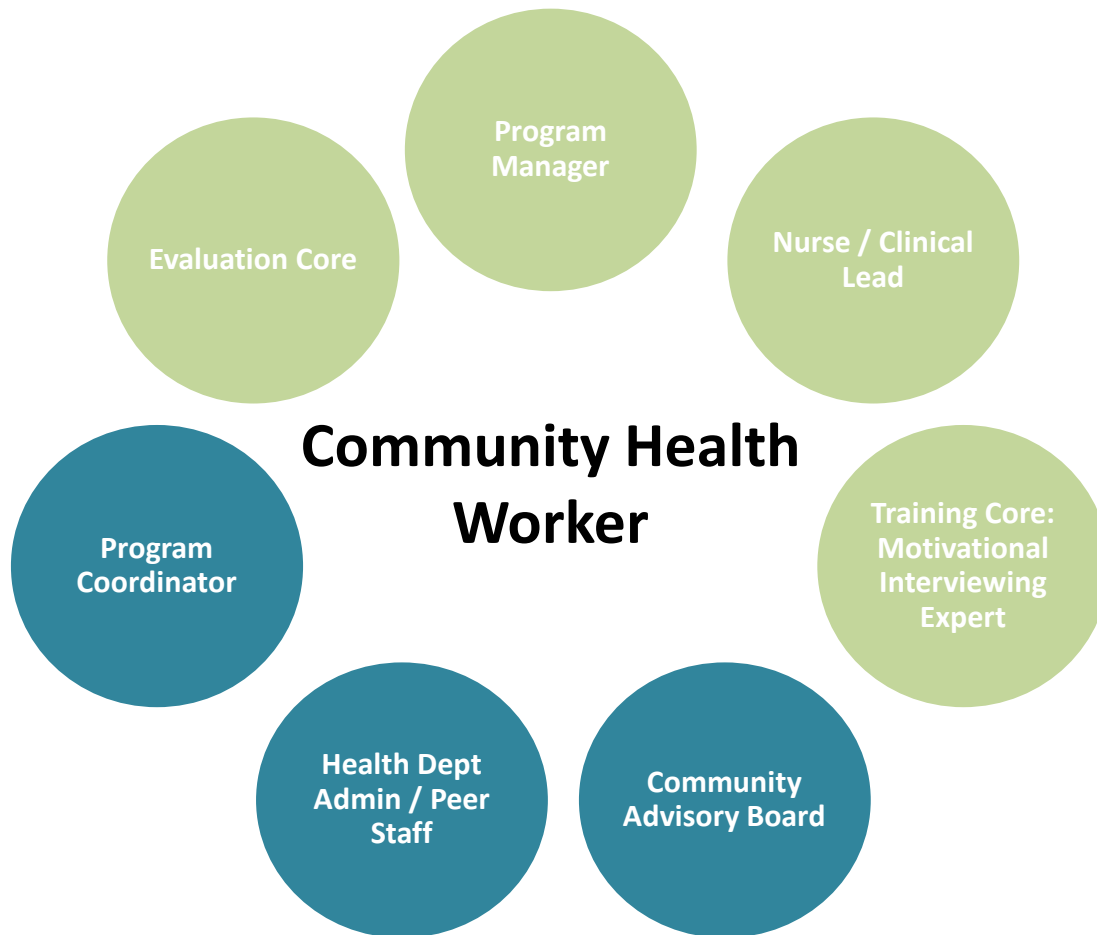 Program
Manager
Evaluation Core
Nurse / Clinical
Lead
Community Health
Worker
Training Core:
Motivational
Interviewing
Expert
Program
Coordinator
Health Dept
Admin / Peer
Staff
Community
Advisory Board